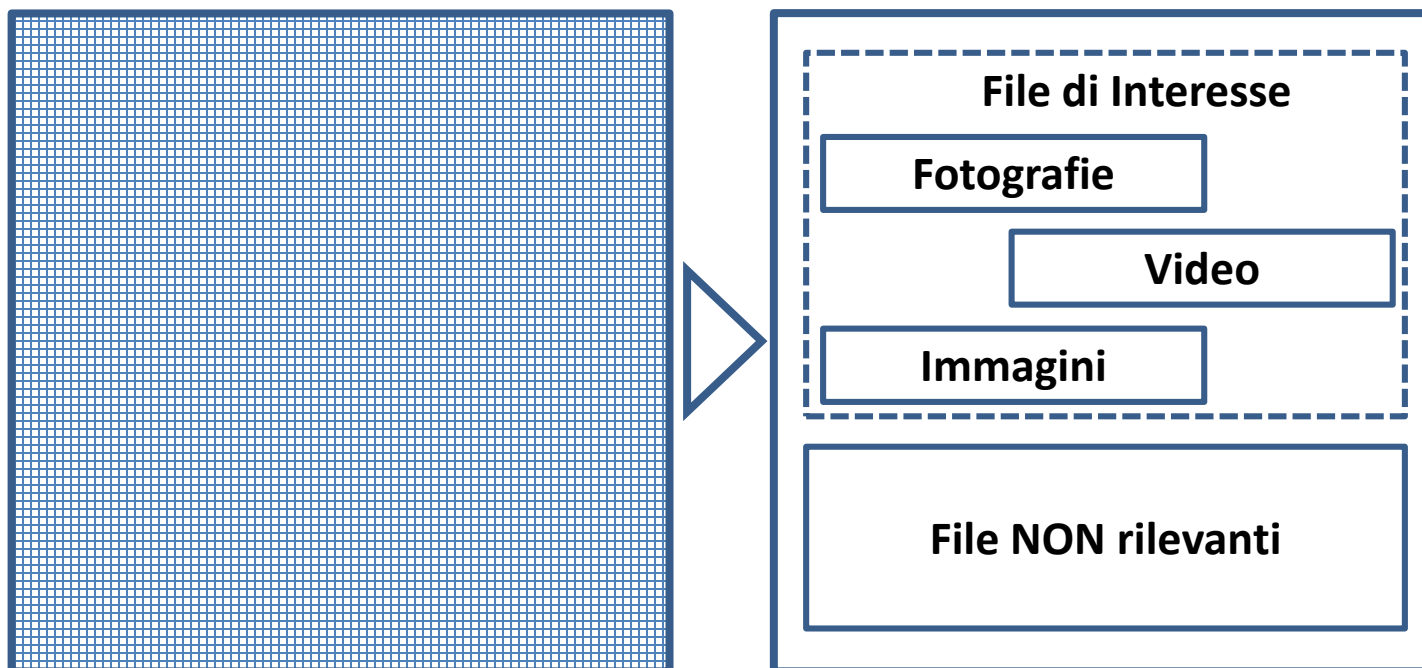 File di Interesse
Fotografie
Video
Immagini
File NON rilevanti